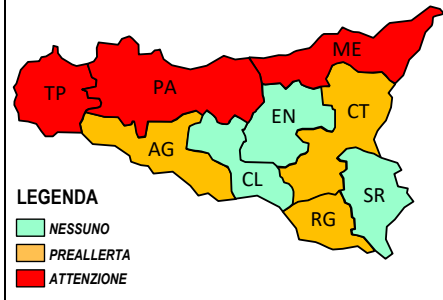 ME
TP
PA
EN
CT
AG
CL
SR
RG
LEGENDA
NESSUNO
PREALLERTA
ATTENZIONE